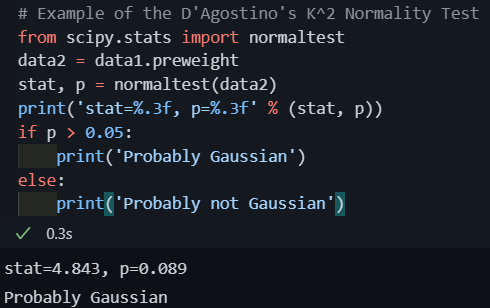 # Example of the D'Agostino's K^2 Normality Test
from scipy.stats import normaltest
data2 = data1.preweight
stat, p = normaltest(data2)
print('stat=%.3f, p=%.3f' % (stat, p))
if p > 0.05:
    print('Probably Gaussian')
else:
    print('Probably not Gaussian')
0.3s
stat=4.843, p=0.089
Probably Gaussian